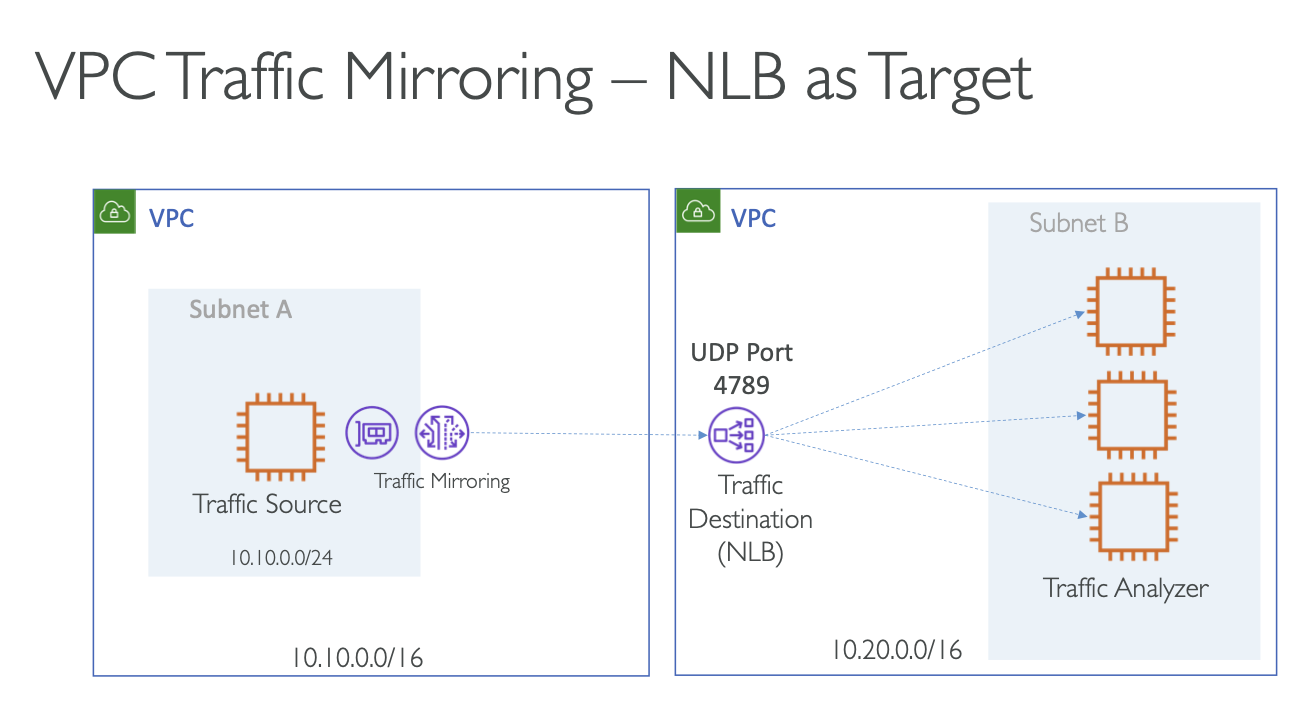 VPC Traffic Mirroring – NLB as Target
VPC
Subnet A
Traffic Source
Traffic Mirroring
10.10.0.0/24
10.10.0.0/16
VPC
Subnet B
UDP Port
4789
Traffic
Destination
(NLB)
Traffic Analyzer
10.20.0.0/16